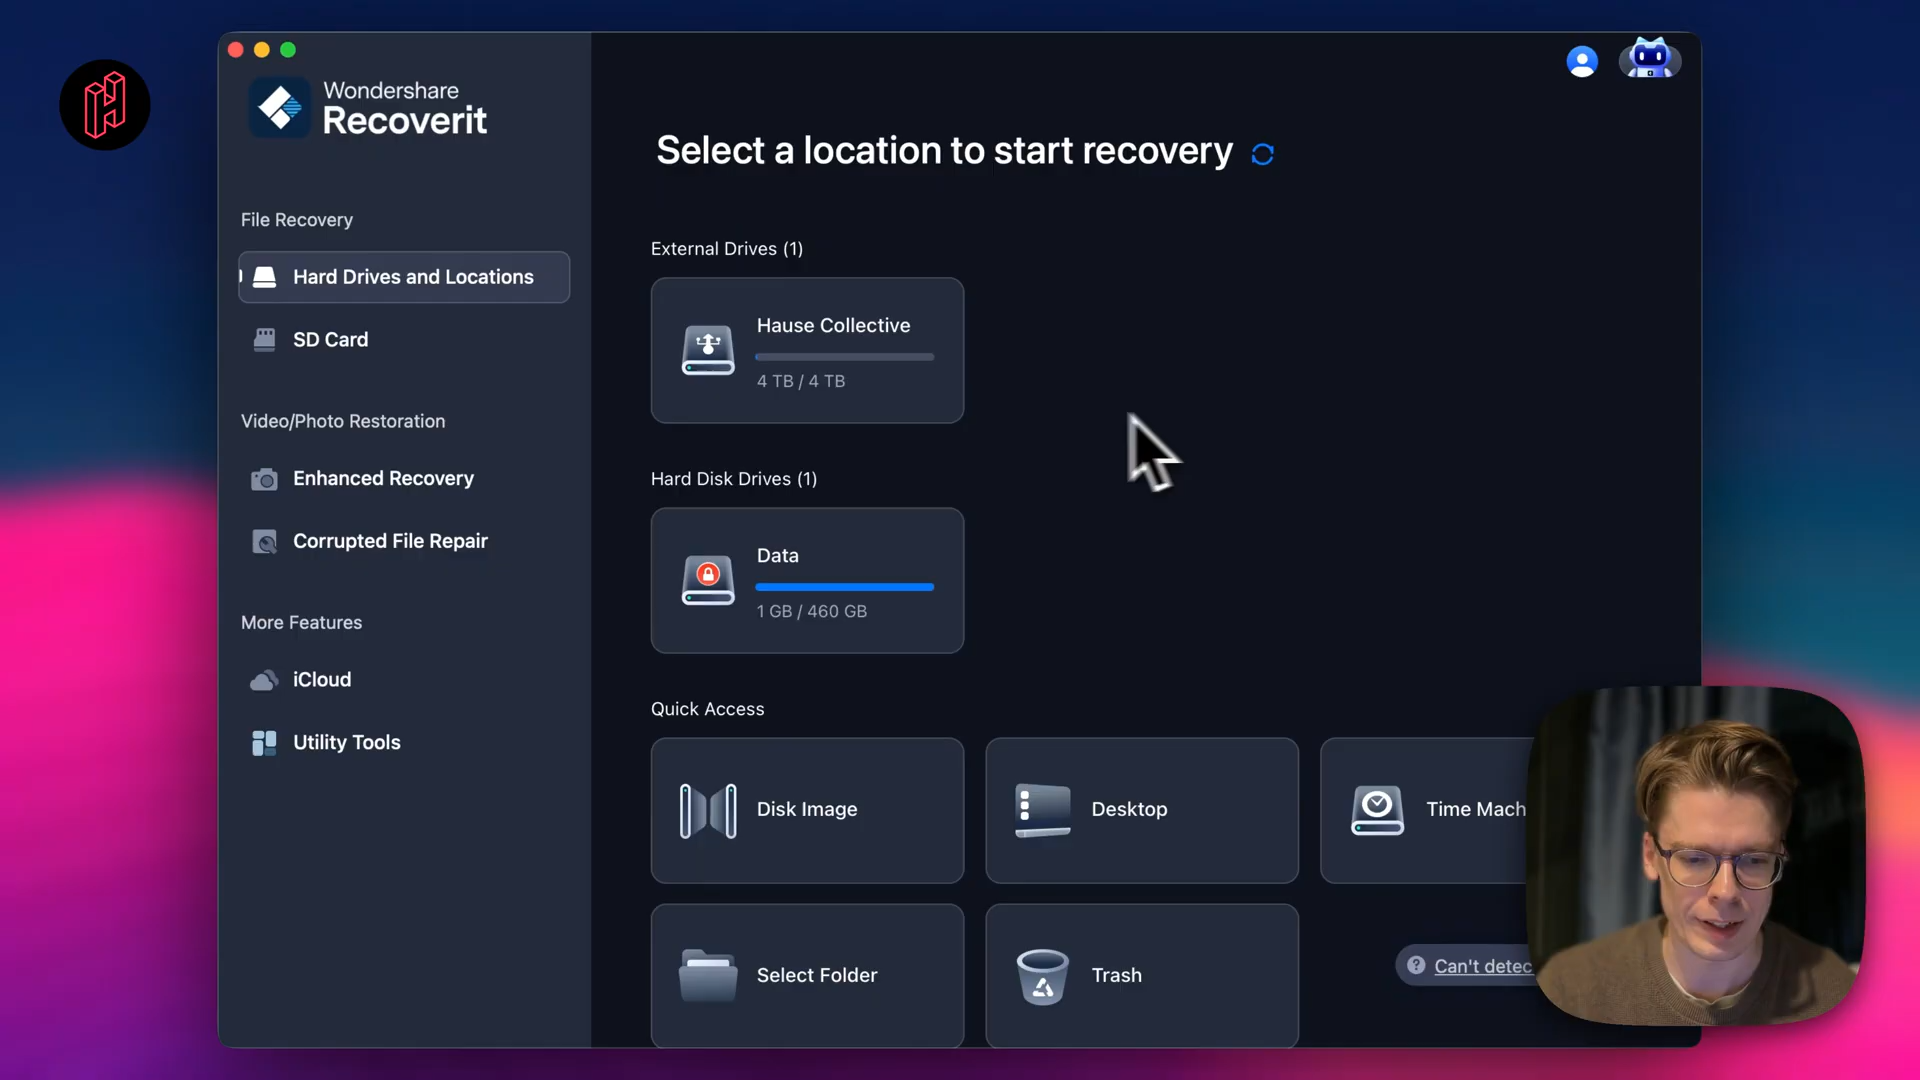 Wondershare
Recoverit
Select a location to start recovery
File Recovery
Hard Drives and Locations
SD Card
Video/Photo Restoration
Enhanced Recovery
Corrupted File Repair
More Features
iCloud
Utility Tools
External Drives (1)
Hause Collective
4 TB / 4 TB
Hard Disk Drives (1)
Data
1 GB / 460 GB
Quick Access
Disk Image
Desktop
Time Mach
Select Folder
Trash
? Can't detec